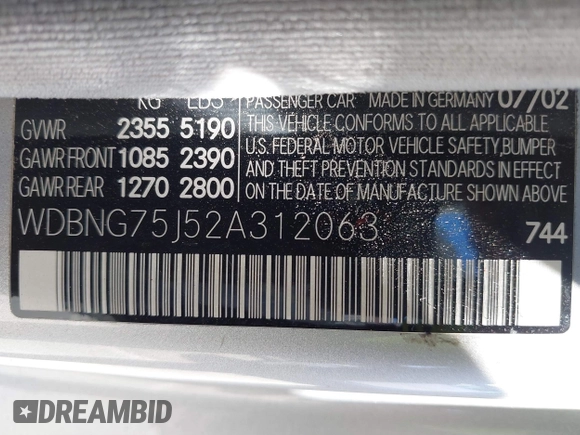 KG LBS
PASSENGER CAR MADE IN GERMANY 07/02
GVWR 2355 5190
THIS VEHICLE CONFORMS TO ALL APPLICABLE
U.S. FEDERAL MOTOR VEHICLE SAFETY, BUMPER
GAWR FRONT 1085 2390
AND THEFT PREVENTION STANDARDS IN EFFECT
GAWR REAR 1270 2800
ON THE DATE OF MANUFACTURE SHOWN ABOVE
WDBNG75J52A312063
744
DREAMBID